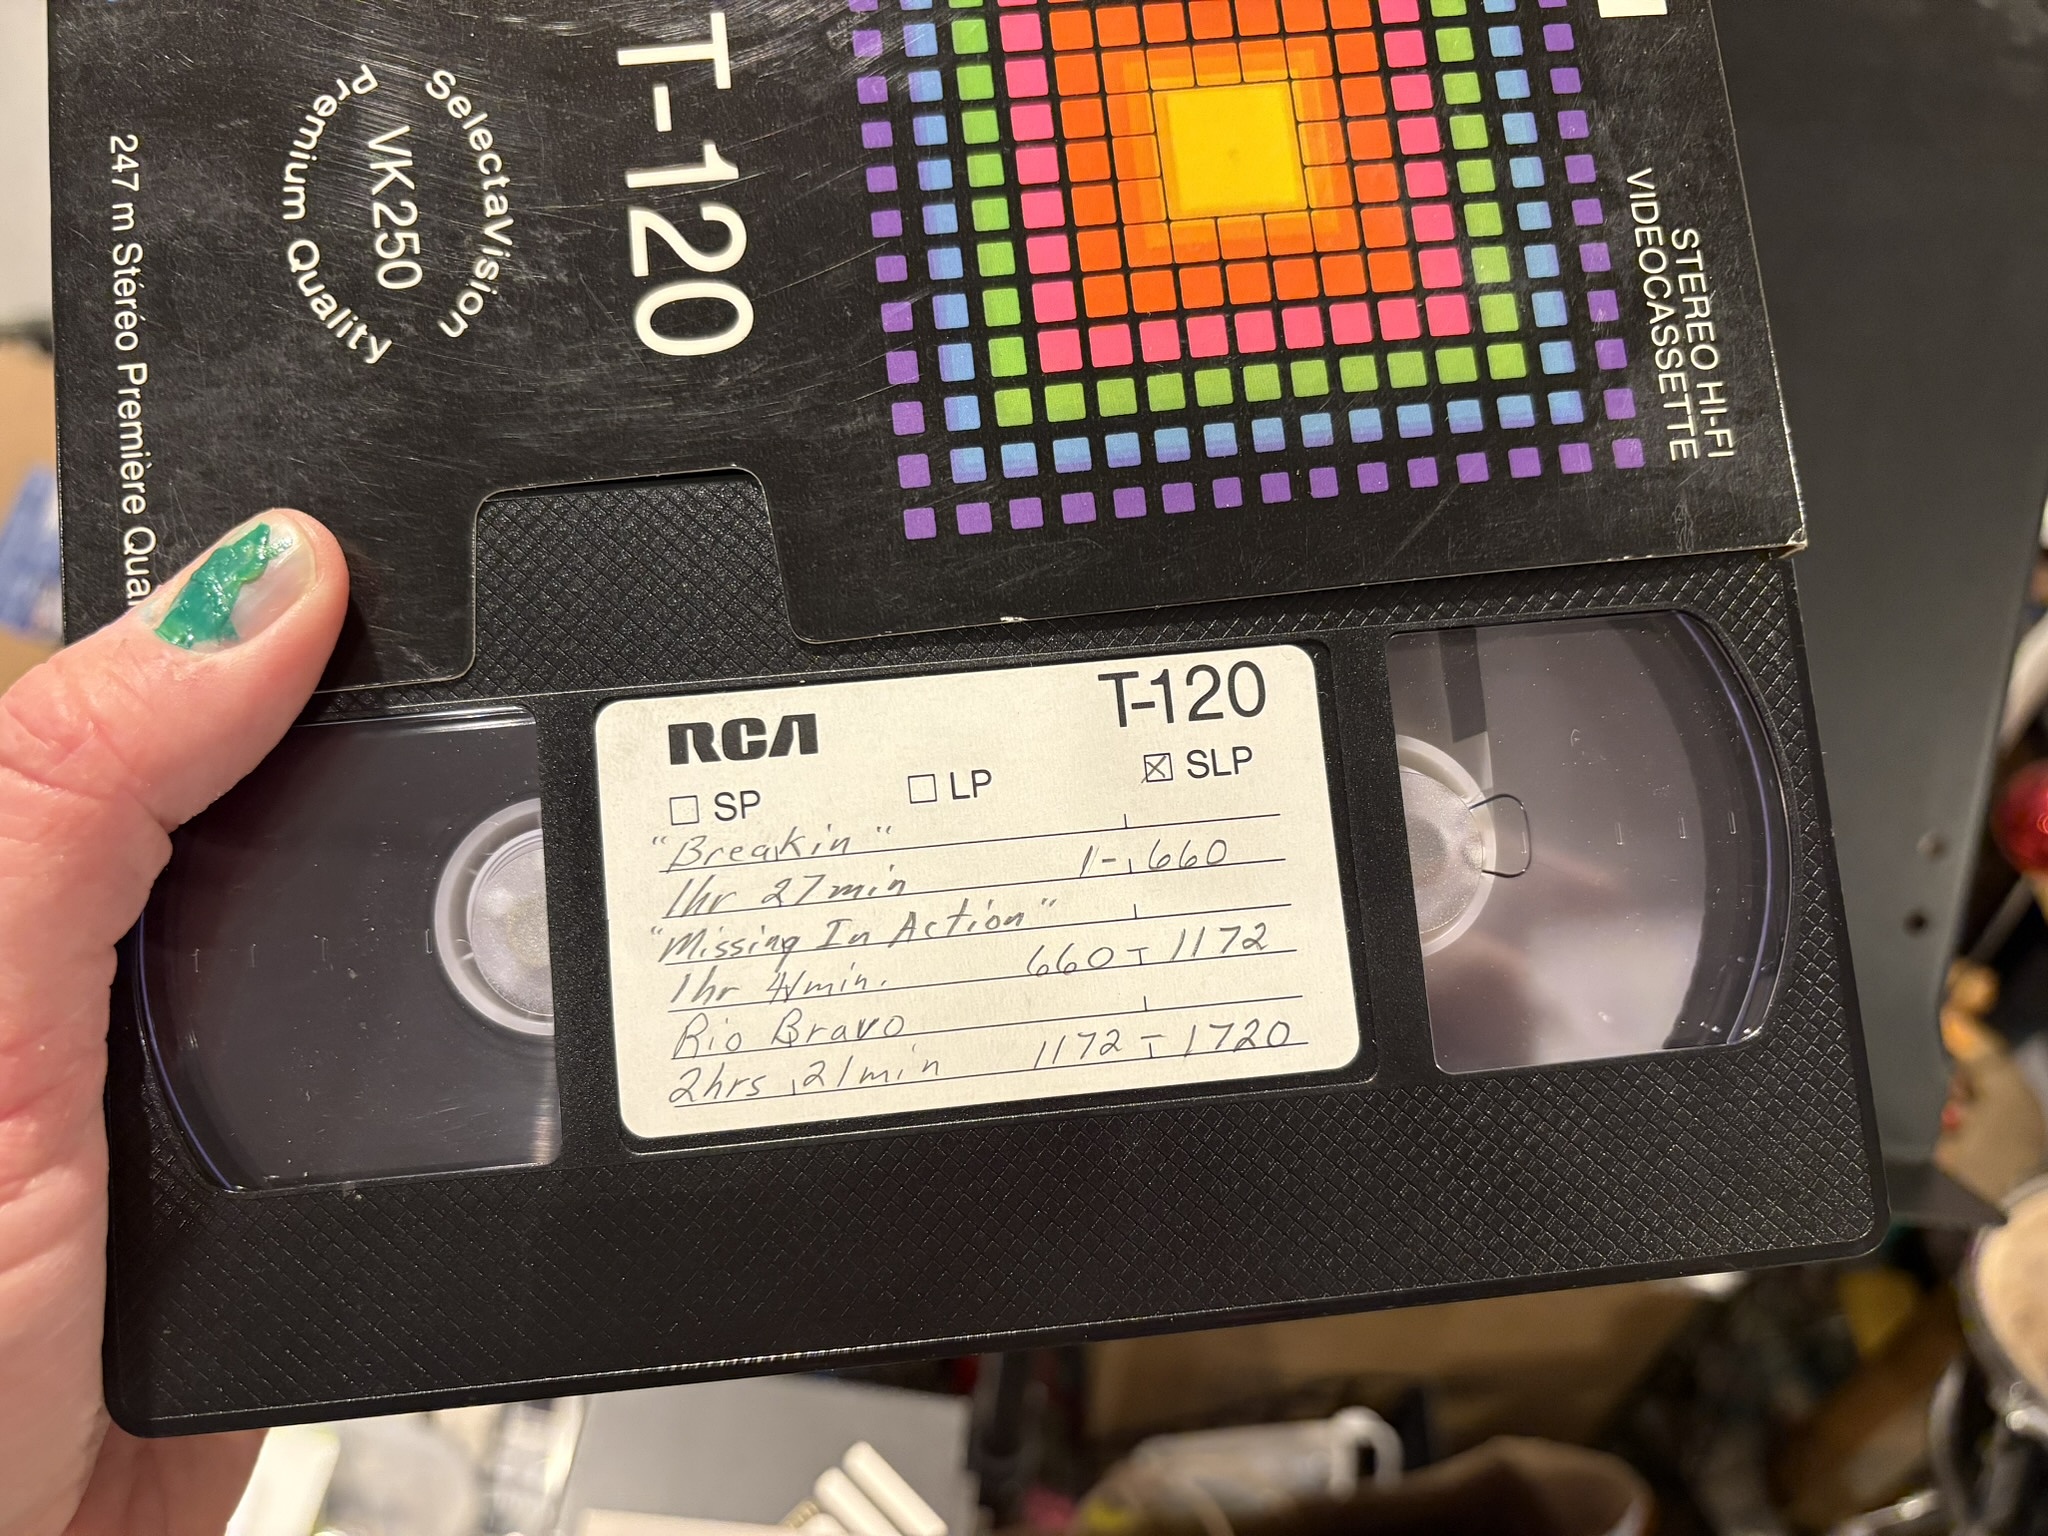 T-120
SelectaVision
VK250
Premium Quality
247 m Stéréo Première Qua
STEREO HI-FI
VIDEOCASSETTE
RCA
T-120
SP
LP
SLP
"Breakin"
1hr 27min 1-660
"Missing In Action"
1hr 41min. 660-1172
Rio Bravo
2hrs 21min 1172-1720